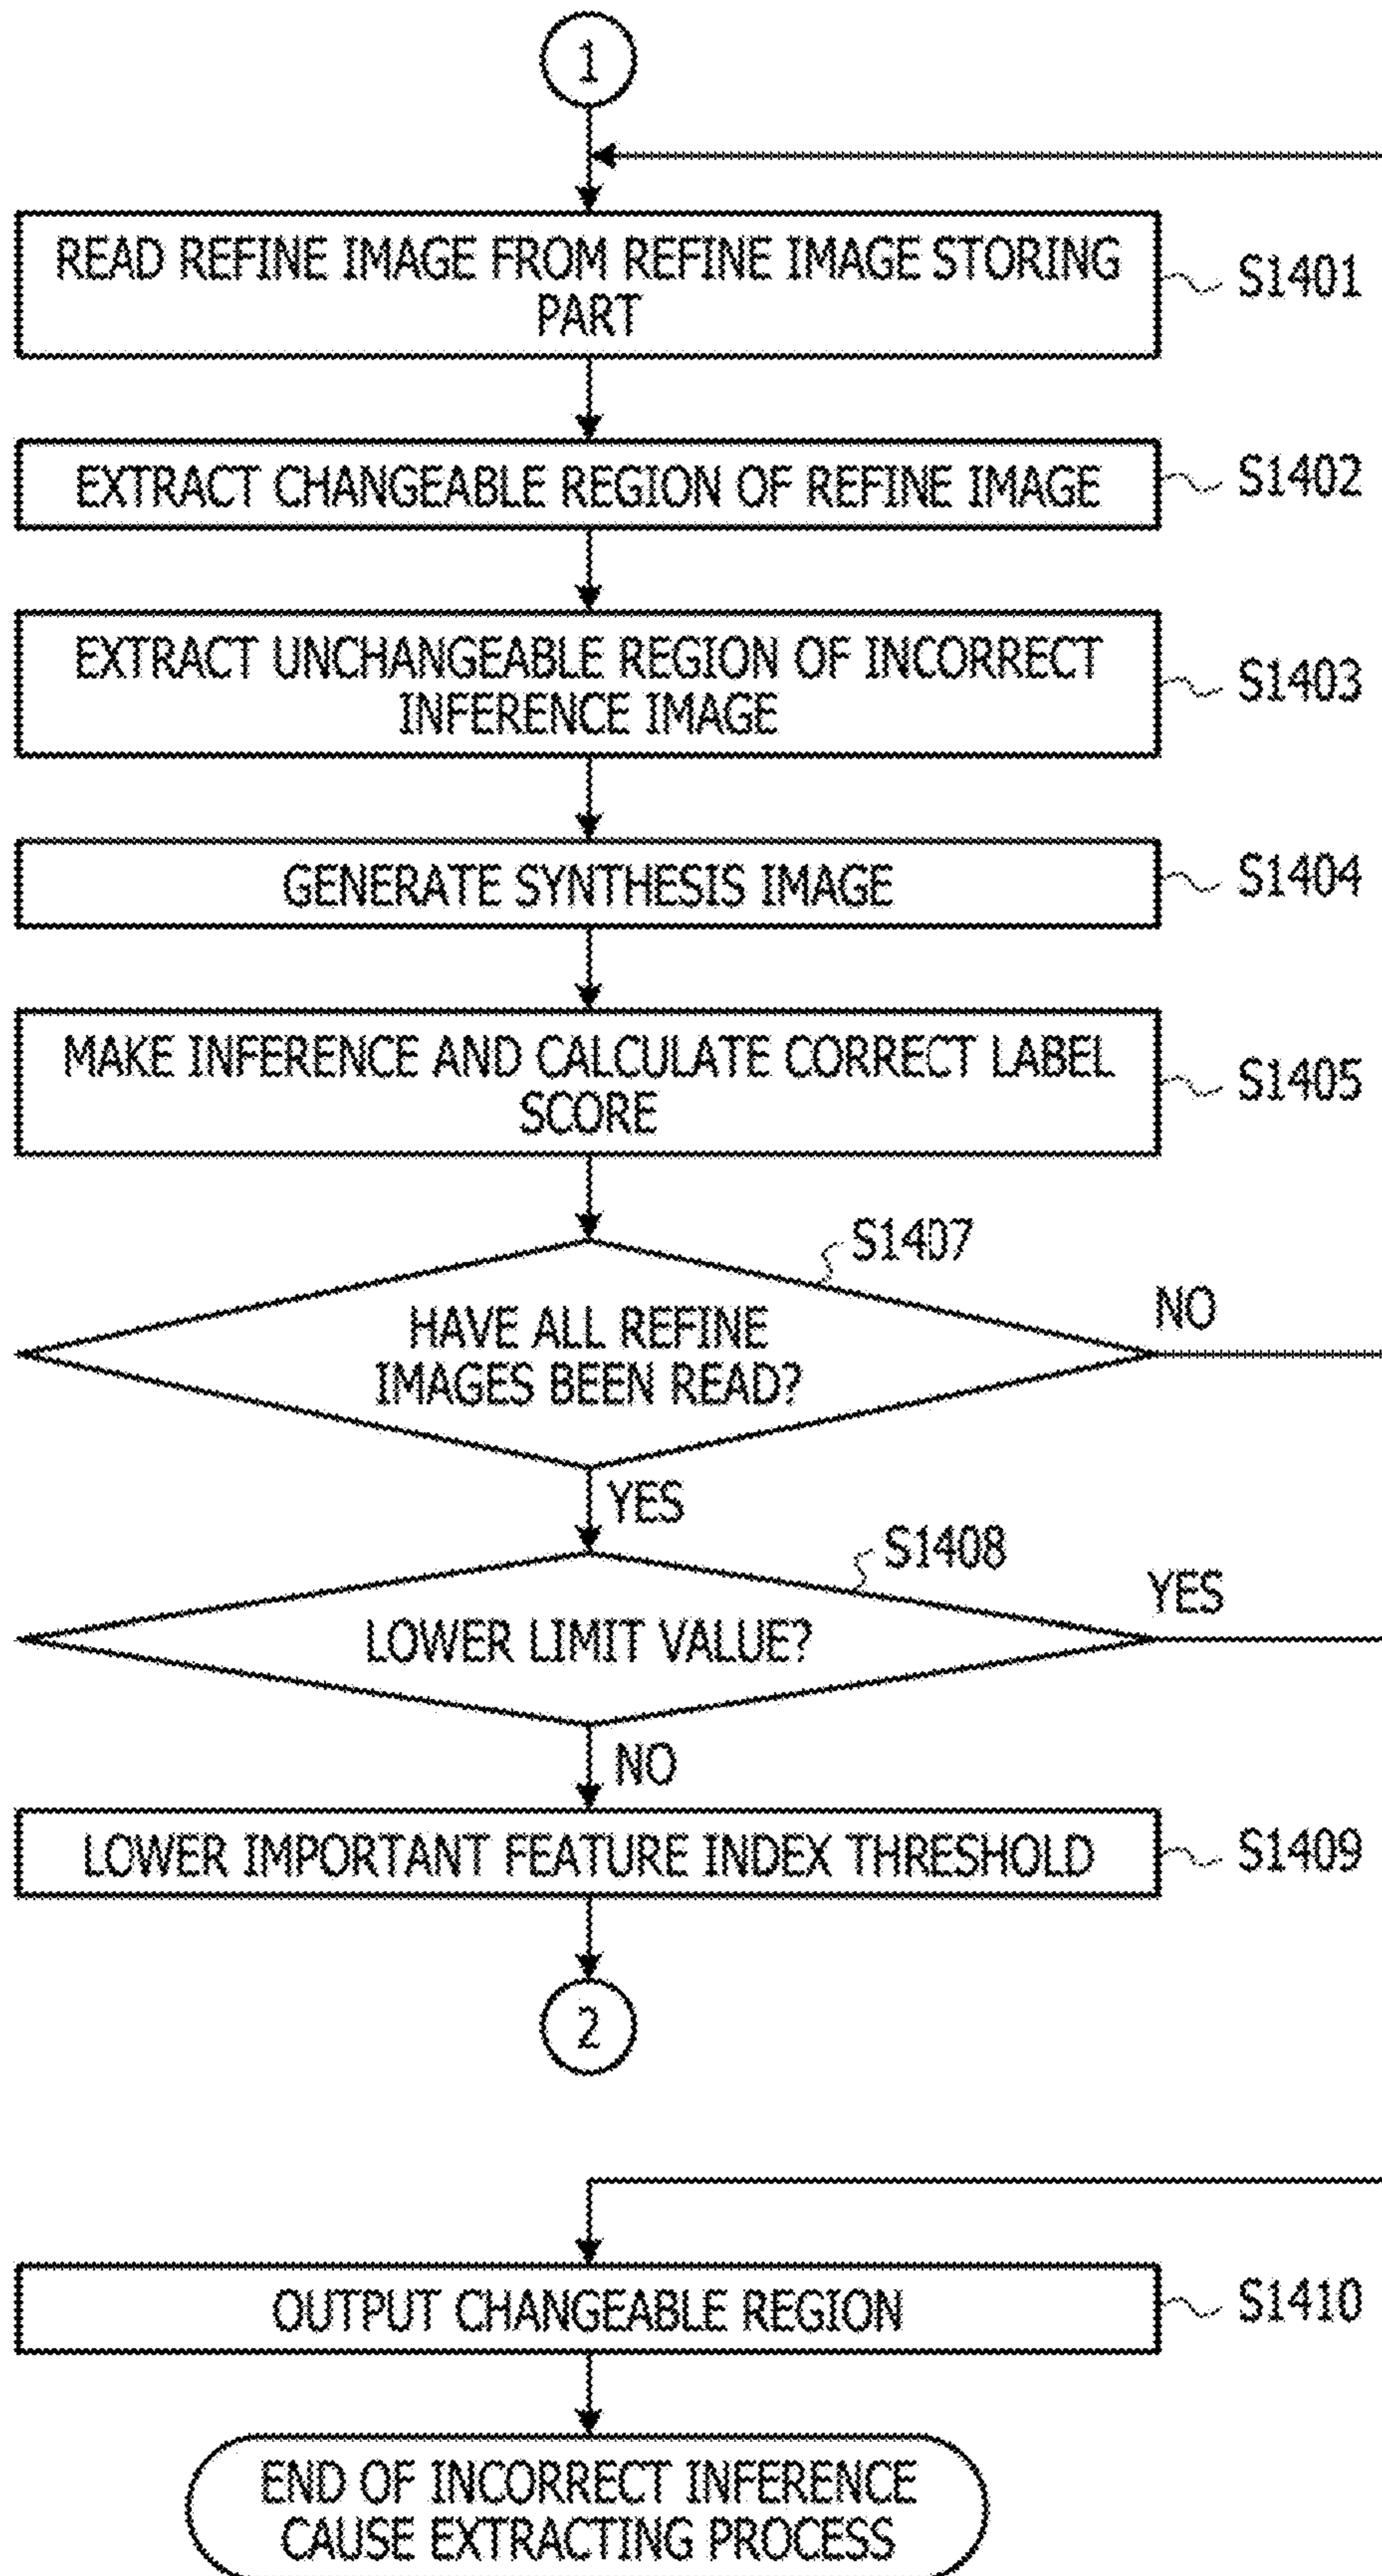 1
READ REFINE IMAGE FROM REFINE IMAGE STORING
PART
S1401
EXTRACT CHANGEABLE REGION OF REFINE IMAGE
S1402
EXTRACT UNCHANGEABLE REGION OF INCORRECT
INFERENCE IMAGE
S1403
GENERATE SYNTHESIS IMAGE
S1404
MAKE INFERENCE AND CALCULATE CORRECT LABEL
SCORE
S1405
S1407
HAVE ALL REFINE
IMAGES BEEN READ?
NO
YES
S1408
LOWER LIMIT VALUE?
YES
NO
LOWER IMPORTANT FEATURE INDEX THRESHOLD
S1409
2
OUTPUT CHANGEABLE REGION
S1410
END OF INCORRECT INFERENCE
CAUSE EXTRACTING PROCESS